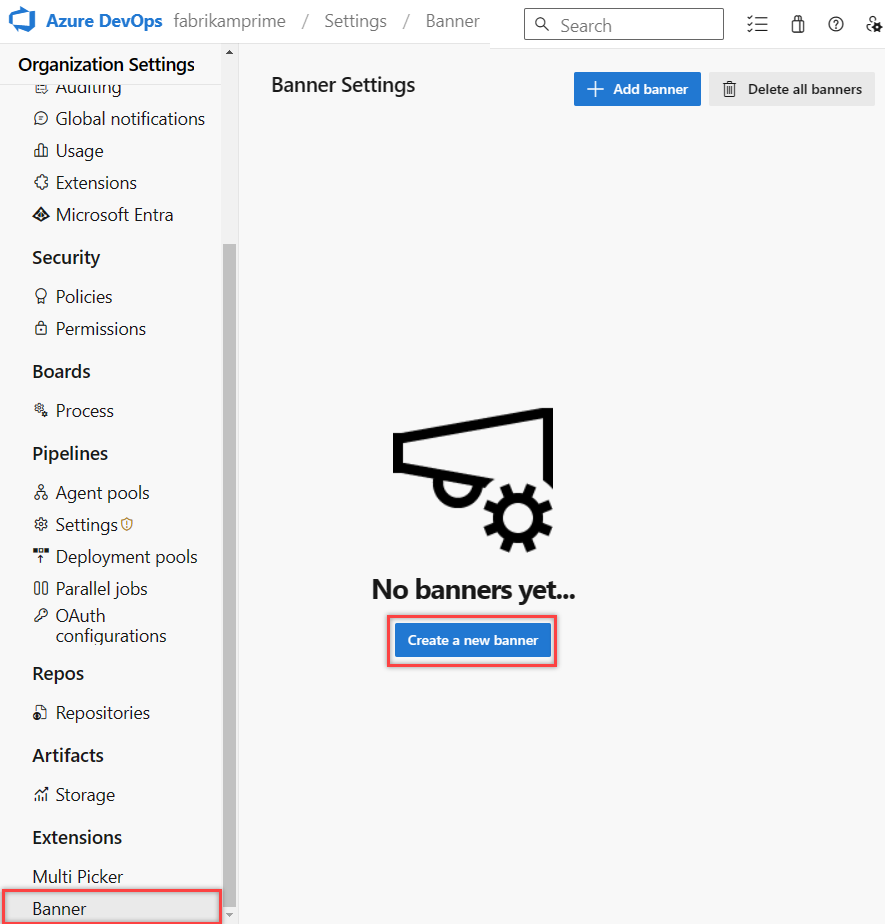 Azure DevOps fabrikamprime / Settings / Banner
Search
Organization Settings
Auditing
Global notifications
Usage
Extensions
Microsoft Entra
Security
Policies
Permissions
Boards
Process
Pipelines
Agent pools
Settings
Deployment pools
Parallel jobs
OAuth
configurations
Repos
Repositories
Artifacts
Storage
Extensions
Multi Picker
Banner
Banner Settings
Add banner
Delete all banners
No banners yet...
Create a new banner